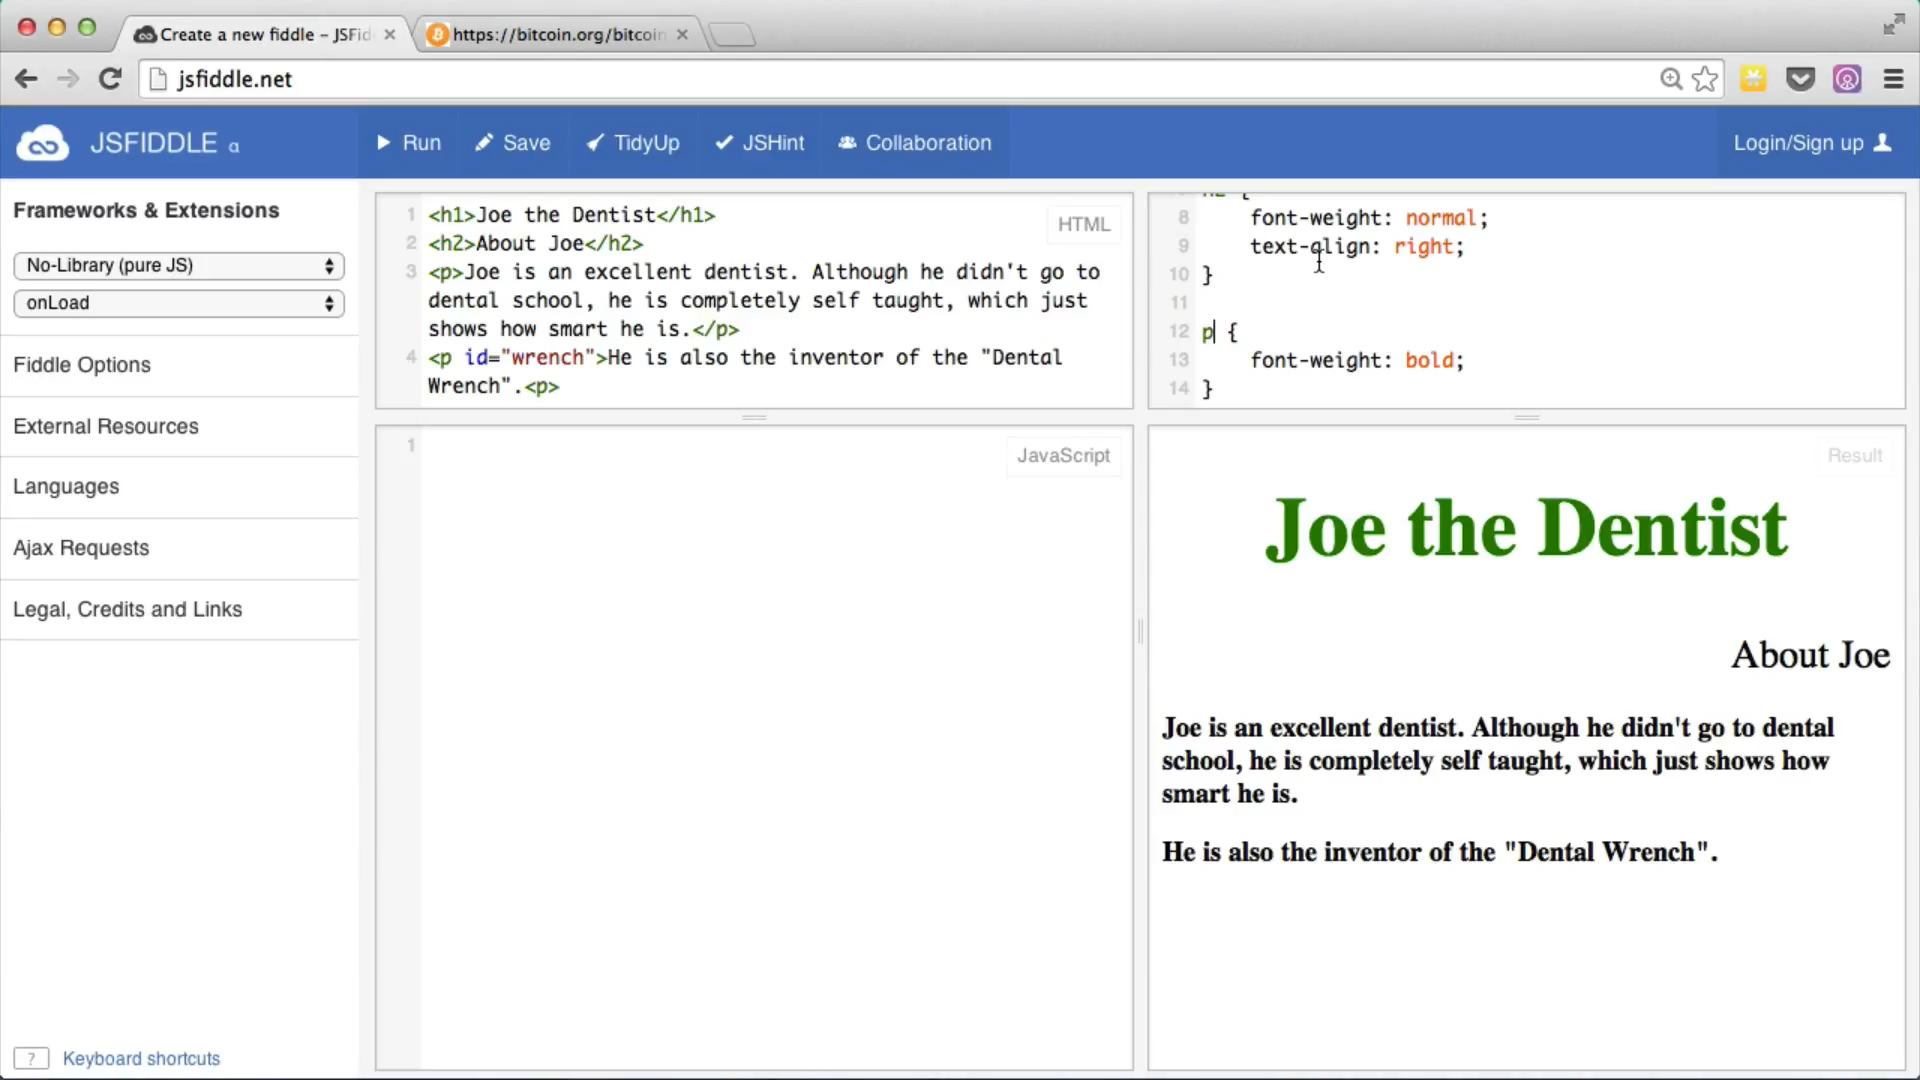 Create a new fiddle – JSFid
https://bitcoin.org/bitcoin
jsfiddle.net
JSFIDDLE α
Run
Save
TidyUp
JSHint
Collaboration
Login/Sign up
Frameworks & Extensions
No-Library (pure JS)
onLoad
Fiddle Options
External Resources
Languages
Ajax Requests
Legal, Credits and Links
? Keyboard shortcuts
HTML
1 <h1>Joe the Dentist</h1>
2 <h2>About Joe</h2>
3 <p>Joe is an excellent dentist. Although he didn't go to
dental school, he is completely self taught, which just
shows how smart he is.</p>
4 <p id="wrench">He is also the inventor of the "Dental
Wrench".<p>
8 font-weight: normal;
9 text-align: right;
10 }
11
12 p {
13 font-weight: bold;
14 }
1
JavaScript
Result
Joe the Dentist
About Joe
Joe is an excellent dentist. Although he didn't go to dental
school, he is completely self taught, which just shows how
smart he is.
He is also the inventor of the "Dental Wrench".